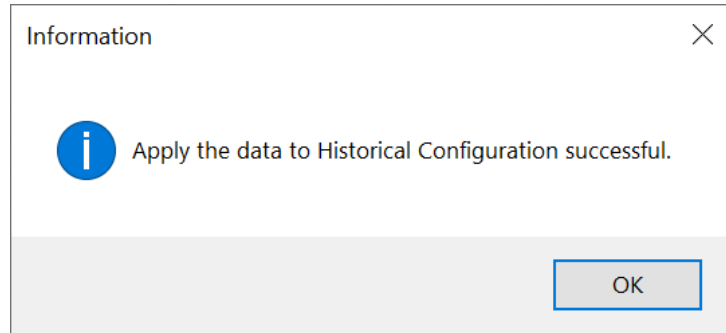 Information
Apply the data to Historical Configuration successful.
OK